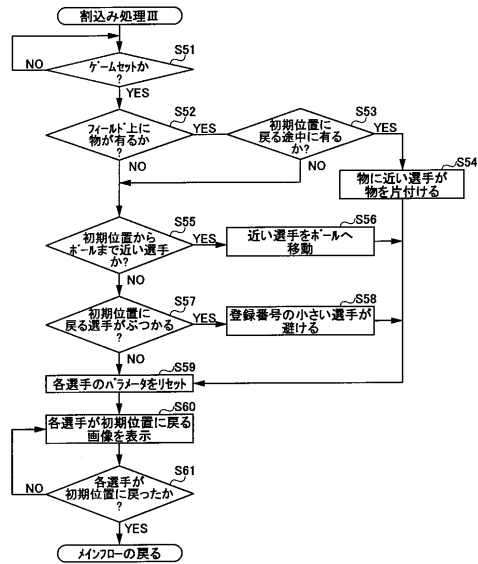 割込み処理Ⅲ
S51
ｹﾞｰﾑｾｯﾄか
?
NO
YES
S52
ﾌｨｰﾙﾄﾞ上に
物が有るか
?
YES
NO
S53
初期位置に
戻る途中に有る
か?
YES
NO
S54
物に近い選手が
物を片付ける
S55
初期位置から
ﾎﾞｰﾙまで近い選手
か?
YES
NO
S56
近い選手をﾎﾞｰﾙへ
移動
S57
初期位置に
戻る選手がぶつかる
?
YES
NO
S58
登録番号の小さい選手が
避ける
S59
各選手のﾊﾟﾗﾒｰﾀをﾘｾｯﾄ
S60
各選手が初期位置に戻る
画像を表示
S61
各選手が
初期位置に戻ったか
?
NO
YES
ﾒｲﾝﾌﾛｰの戻る